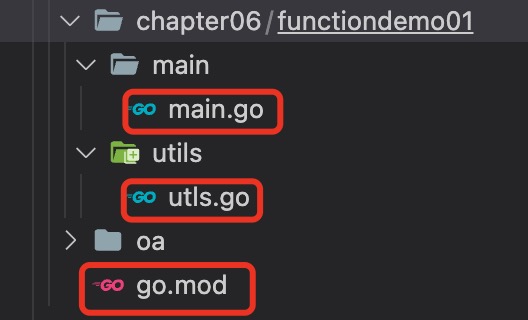 chapter06/functiondemo01
main
GO main.go
utils
GO utls.go
oa
GO go.mod